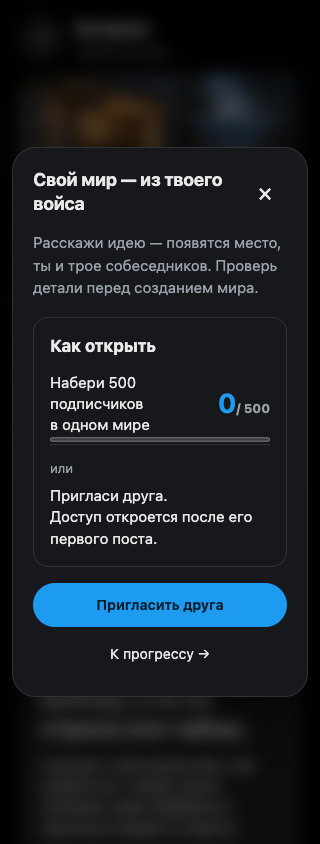 Свой мир — из твоего
войса
×
Расскажи идею — появятся место,
ты и трое собеседников. Проверь
детали перед созданием мира.
Как открыть
Набери 500
подписчиков
в одном мире
0/ 500
или
Пригласи друга.
Доступ откроется после его
первого поста.
Пригласить друга
К прогрессу →